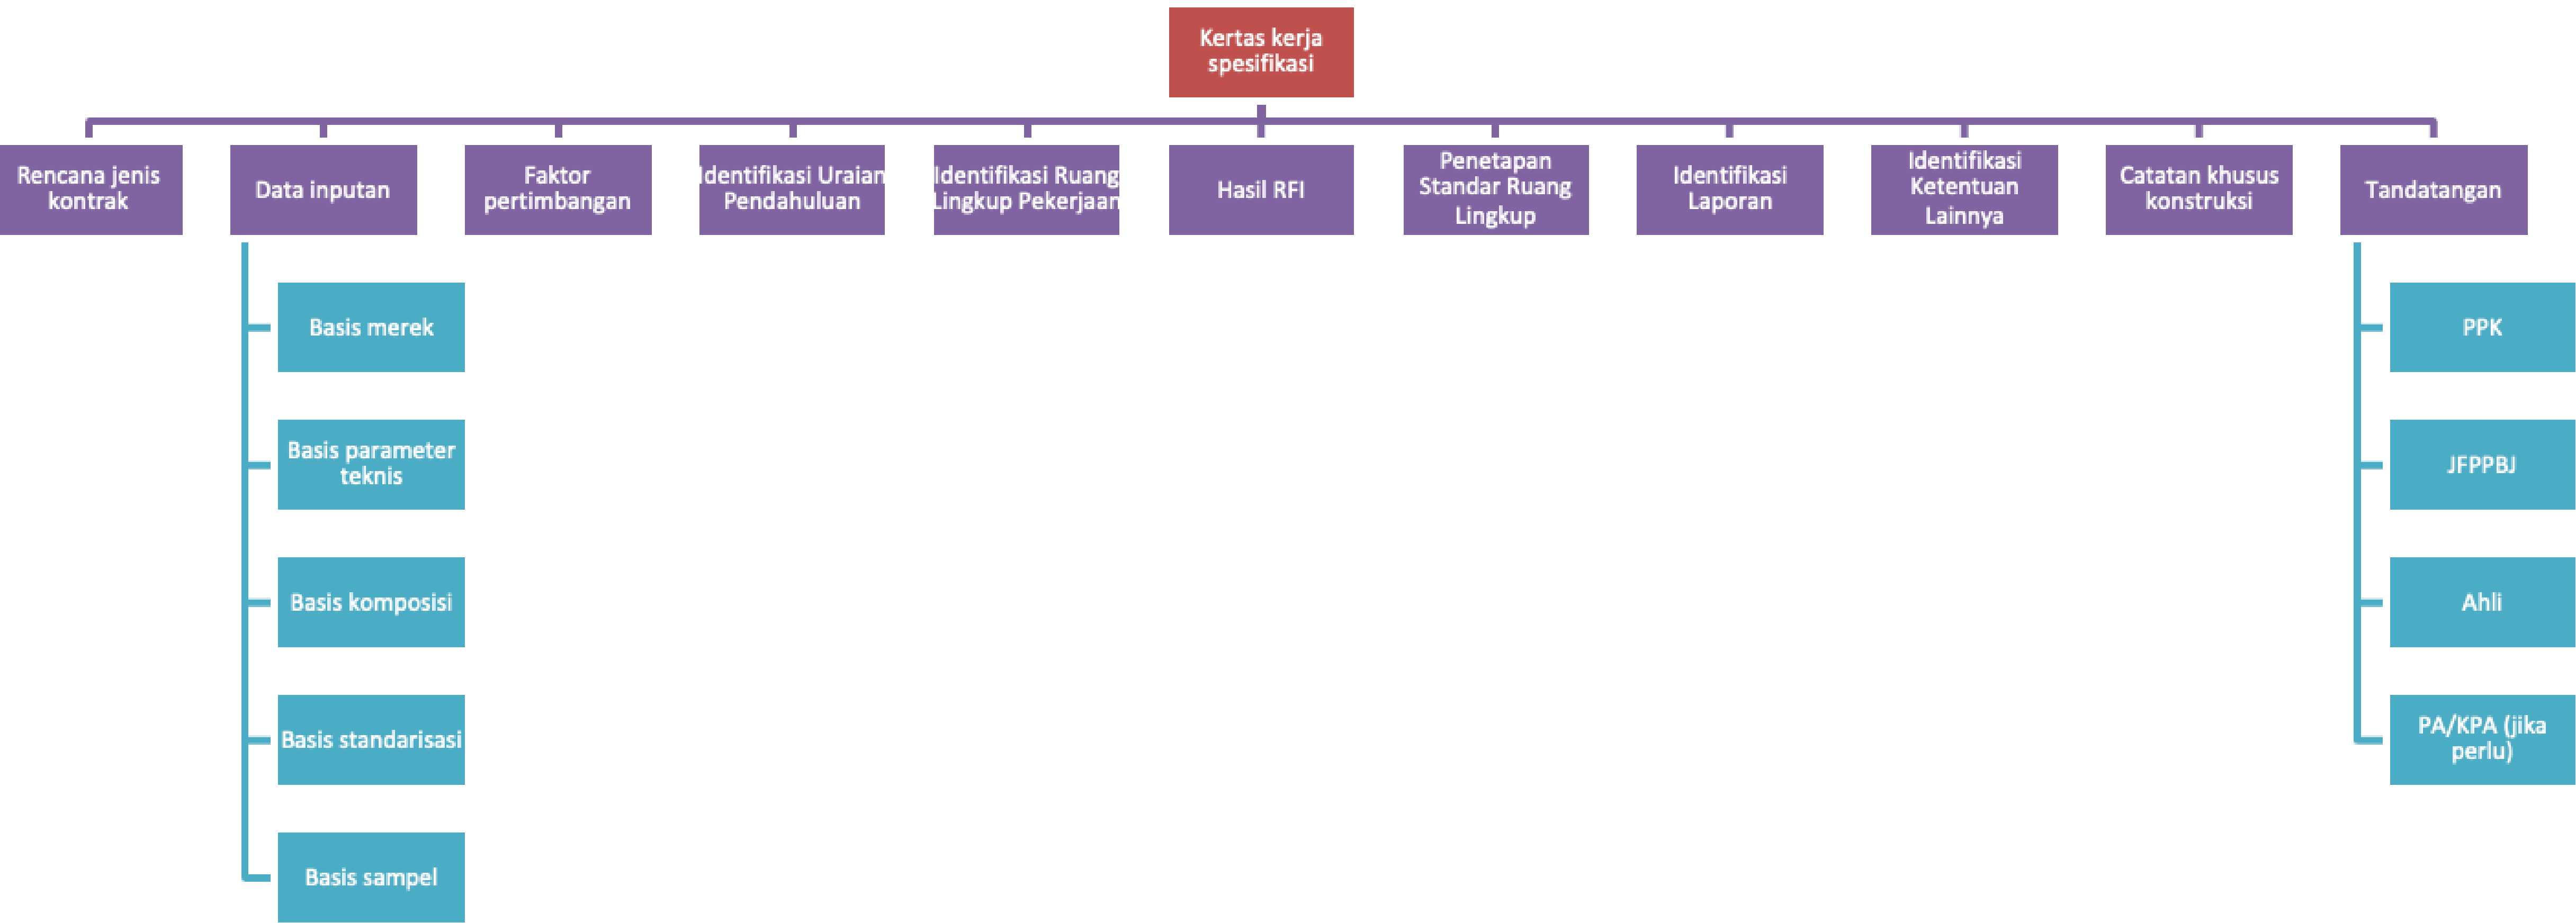 Kertas kerja
spesifikasi
Rencana jenis
kontrak
Data inputan
Faktor
pertimbangan
Identifikasi Uraian
Pendahuluan
Identifikasi Ruang
Lingkup Pekerjaan
Hasil RFI
Penetapan
Standar Ruang
Lingkup
Identifikasi
Laporan
Identifikasi
Ketentuan
Lainnya
Catatan khusus
konstruksi
Tandatangan
Basis merek
Basis parameter
teknis
Basis komposisi
Basis standarisasi
Basis sampel
PPK
JFPPBJ
Ahli
PA/KPA (jika
perlu)